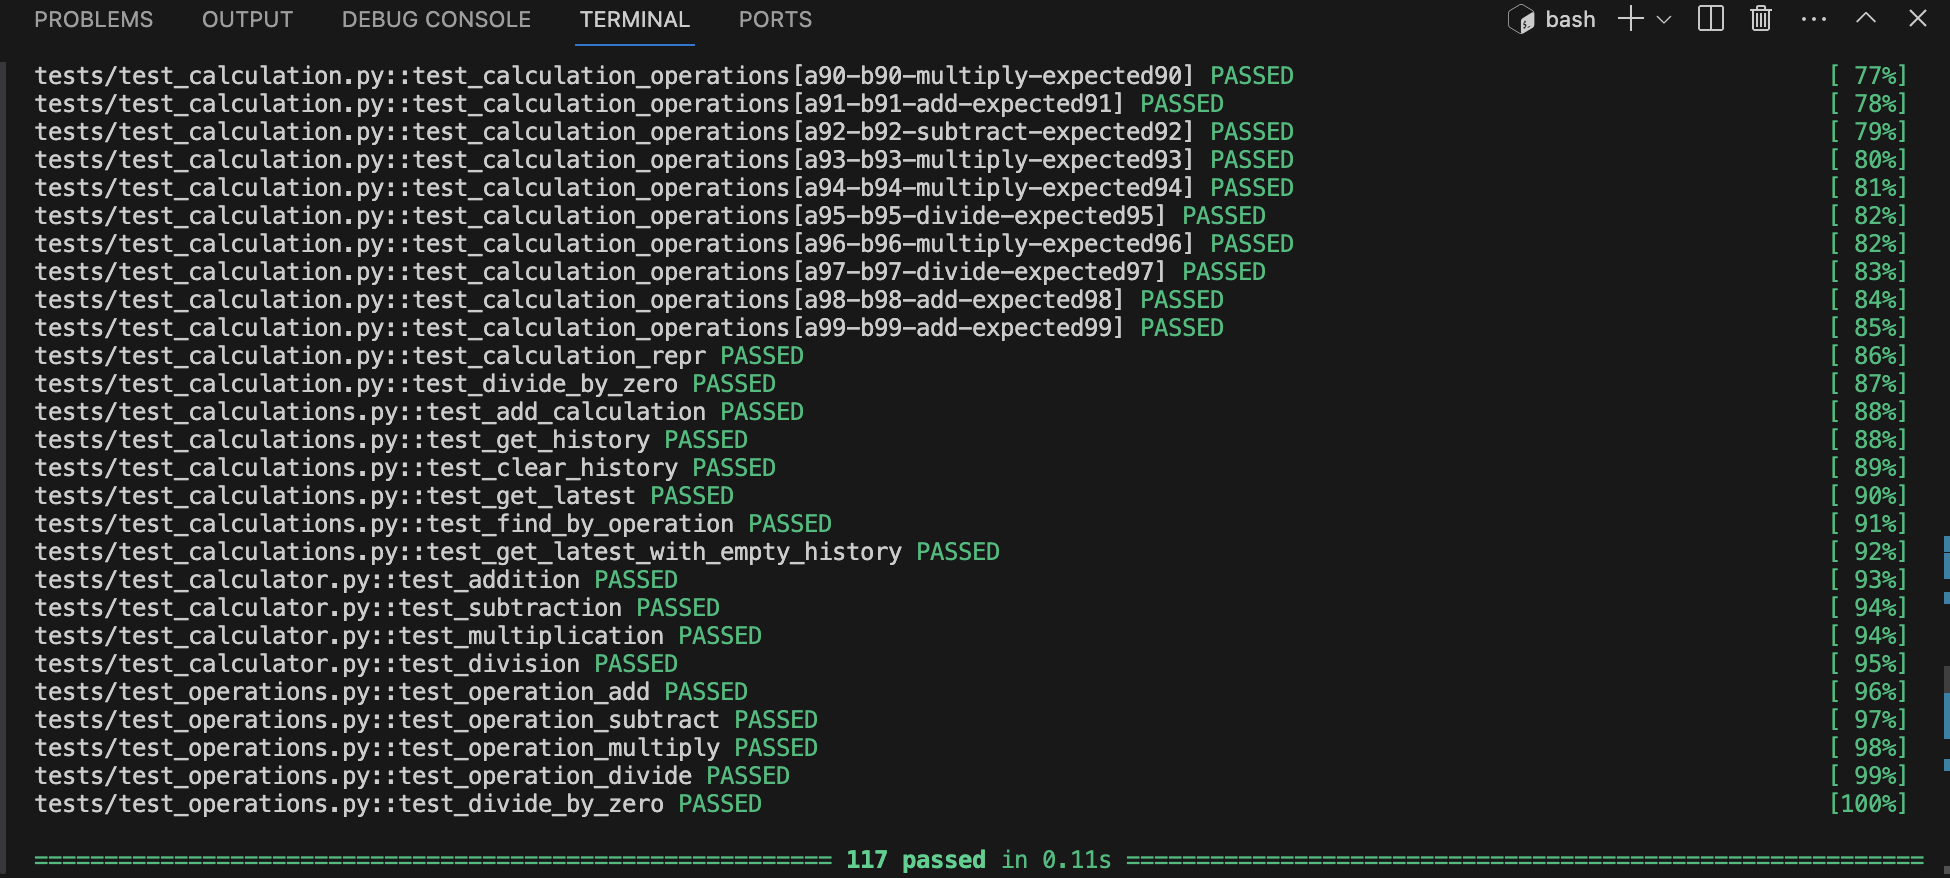 PROBLEMS OUTPUT DEBUG CONSOLE TERMINAL PORTS bash
tests/test_calculation.py::test_calculation_operations[a90-b90-multiply-expected90] PASSED [ 77%]
tests/test_calculation.py::test_calculation_operations[a91-b91-add-expected91] PASSED [ 78%]
tests/test_calculation.py::test_calculation_operations[a92-b92-subtract-expected92] PASSED [ 79%]
tests/test_calculation.py::test_calculation_operations[a93-b93-multiply-expected93] PASSED [ 80%]
tests/test_calculation.py::test_calculation_operations[a94-b94-multiply-expected94] PASSED [ 81%]
tests/test_calculation.py::test_calculation_operations[a95-b95-divide-expected95] PASSED [ 82%]
tests/test_calculation.py::test_calculation_operations[a96-b96-multiply-expected96] PASSED [ 82%]
tests/test_calculation.py::test_calculation_operations[a97-b97-divide-expected97] PASSED [ 83%]
tests/test_calculation.py::test_calculation_operations[a98-b98-add-expected98] PASSED [ 84%]
tests/test_calculation.py::test_calculation_operations[a99-b99-add-expected99] PASSED [ 85%]
tests/test_calculation.py::test_calculation_repr PASSED [ 86%]
tests/test_calculation.py::test_divide_by_zero PASSED [ 87%]
tests/test_calculations.py::test_add_calculation PASSED [ 88%]
tests/test_calculations.py::test_get_history PASSED [ 88%]
tests/test_calculations.py::test_clear_history PASSED [ 89%]
tests/test_calculations.py::test_get_latest PASSED [ 90%]
tests/test_calculations.py::test_find_by_operation PASSED [ 91%]
tests/test_calculations.py::test_get_latest_with_empty_history PASSED [ 92%]
tests/test_calculator.py::test_addition PASSED [ 93%]
tests/test_calculator.py::test_subtraction PASSED [ 94%]
tests/test_calculator.py::test_multiplication PASSED [ 94%]
tests/test_calculator.py::test_division PASSED [ 95%]
tests/test_operations.py::test_operation_add PASSED [ 96%]
tests/test_operations.py::test_operation_subtract PASSED [ 97%]
tests/test_operations.py::test_operation_multiply PASSED [ 98%]
tests/test_operations.py::test_operation_divide PASSED [ 99%]
tests/test_operations.py::test_divide_by_zero PASSED [100%]
========================================================= 117 passed in 0.11s =========================================================